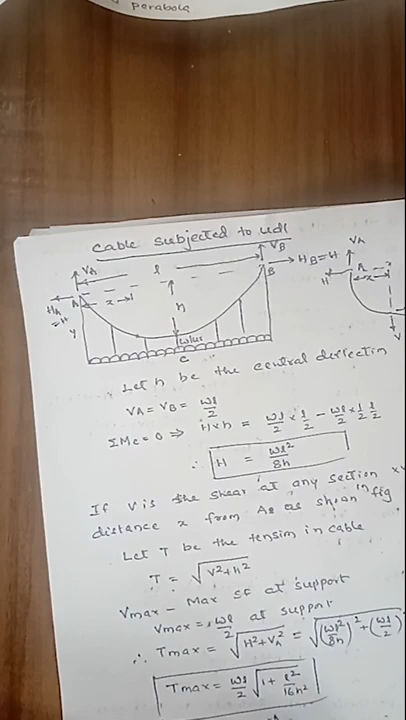 parabola
cable subjected to udl
VA l VB
HA =H A x B HB=H
y h
w/ur
C
VA
H A x
V
Let h be the central deflection
VA = VB = wl/2
ΣMc=0 ⇒ H×h = wl/2 × l/2 − wl/2 × 1/2 l/2
∴ H = wl²/8h
If V is the shear at any section x
distance x from A as shown in fig
Let T be the tension in cable
T = √V²+H²
Vmax – Max SF at support
Vmax = wl/2 at support
∴ Tmax = √H²+VA² = √(wl²/8h)²+(wl/2)²
Tmax = wl/2 √1+ l²/16h²